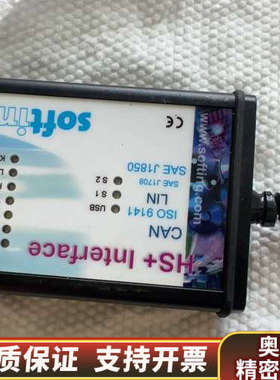 HS+ Interface
CAN
ISO 9141
LIN
SAE J1708
SAE J1850
USB
S 1
S 2
K
softin
www.softing.com
CE
质保证 支持开票
奥
精密